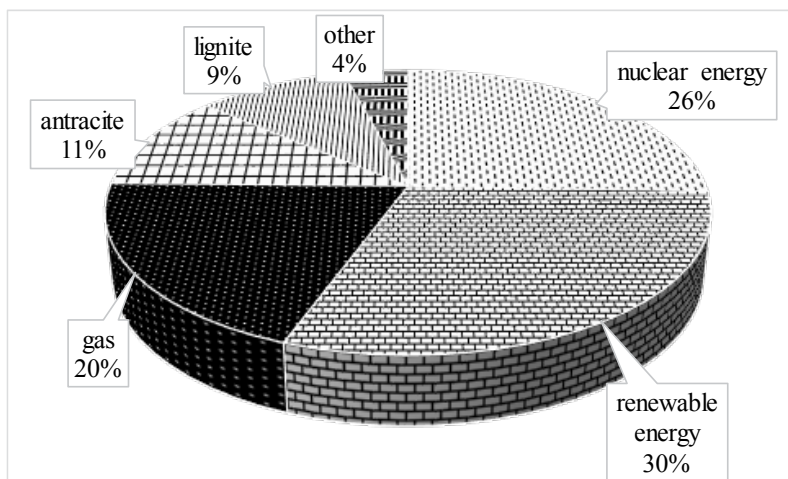 lignite
9%
other
4%
nuclear energy
26%
antracite
11%
gas
20%
renewable
energy
30%